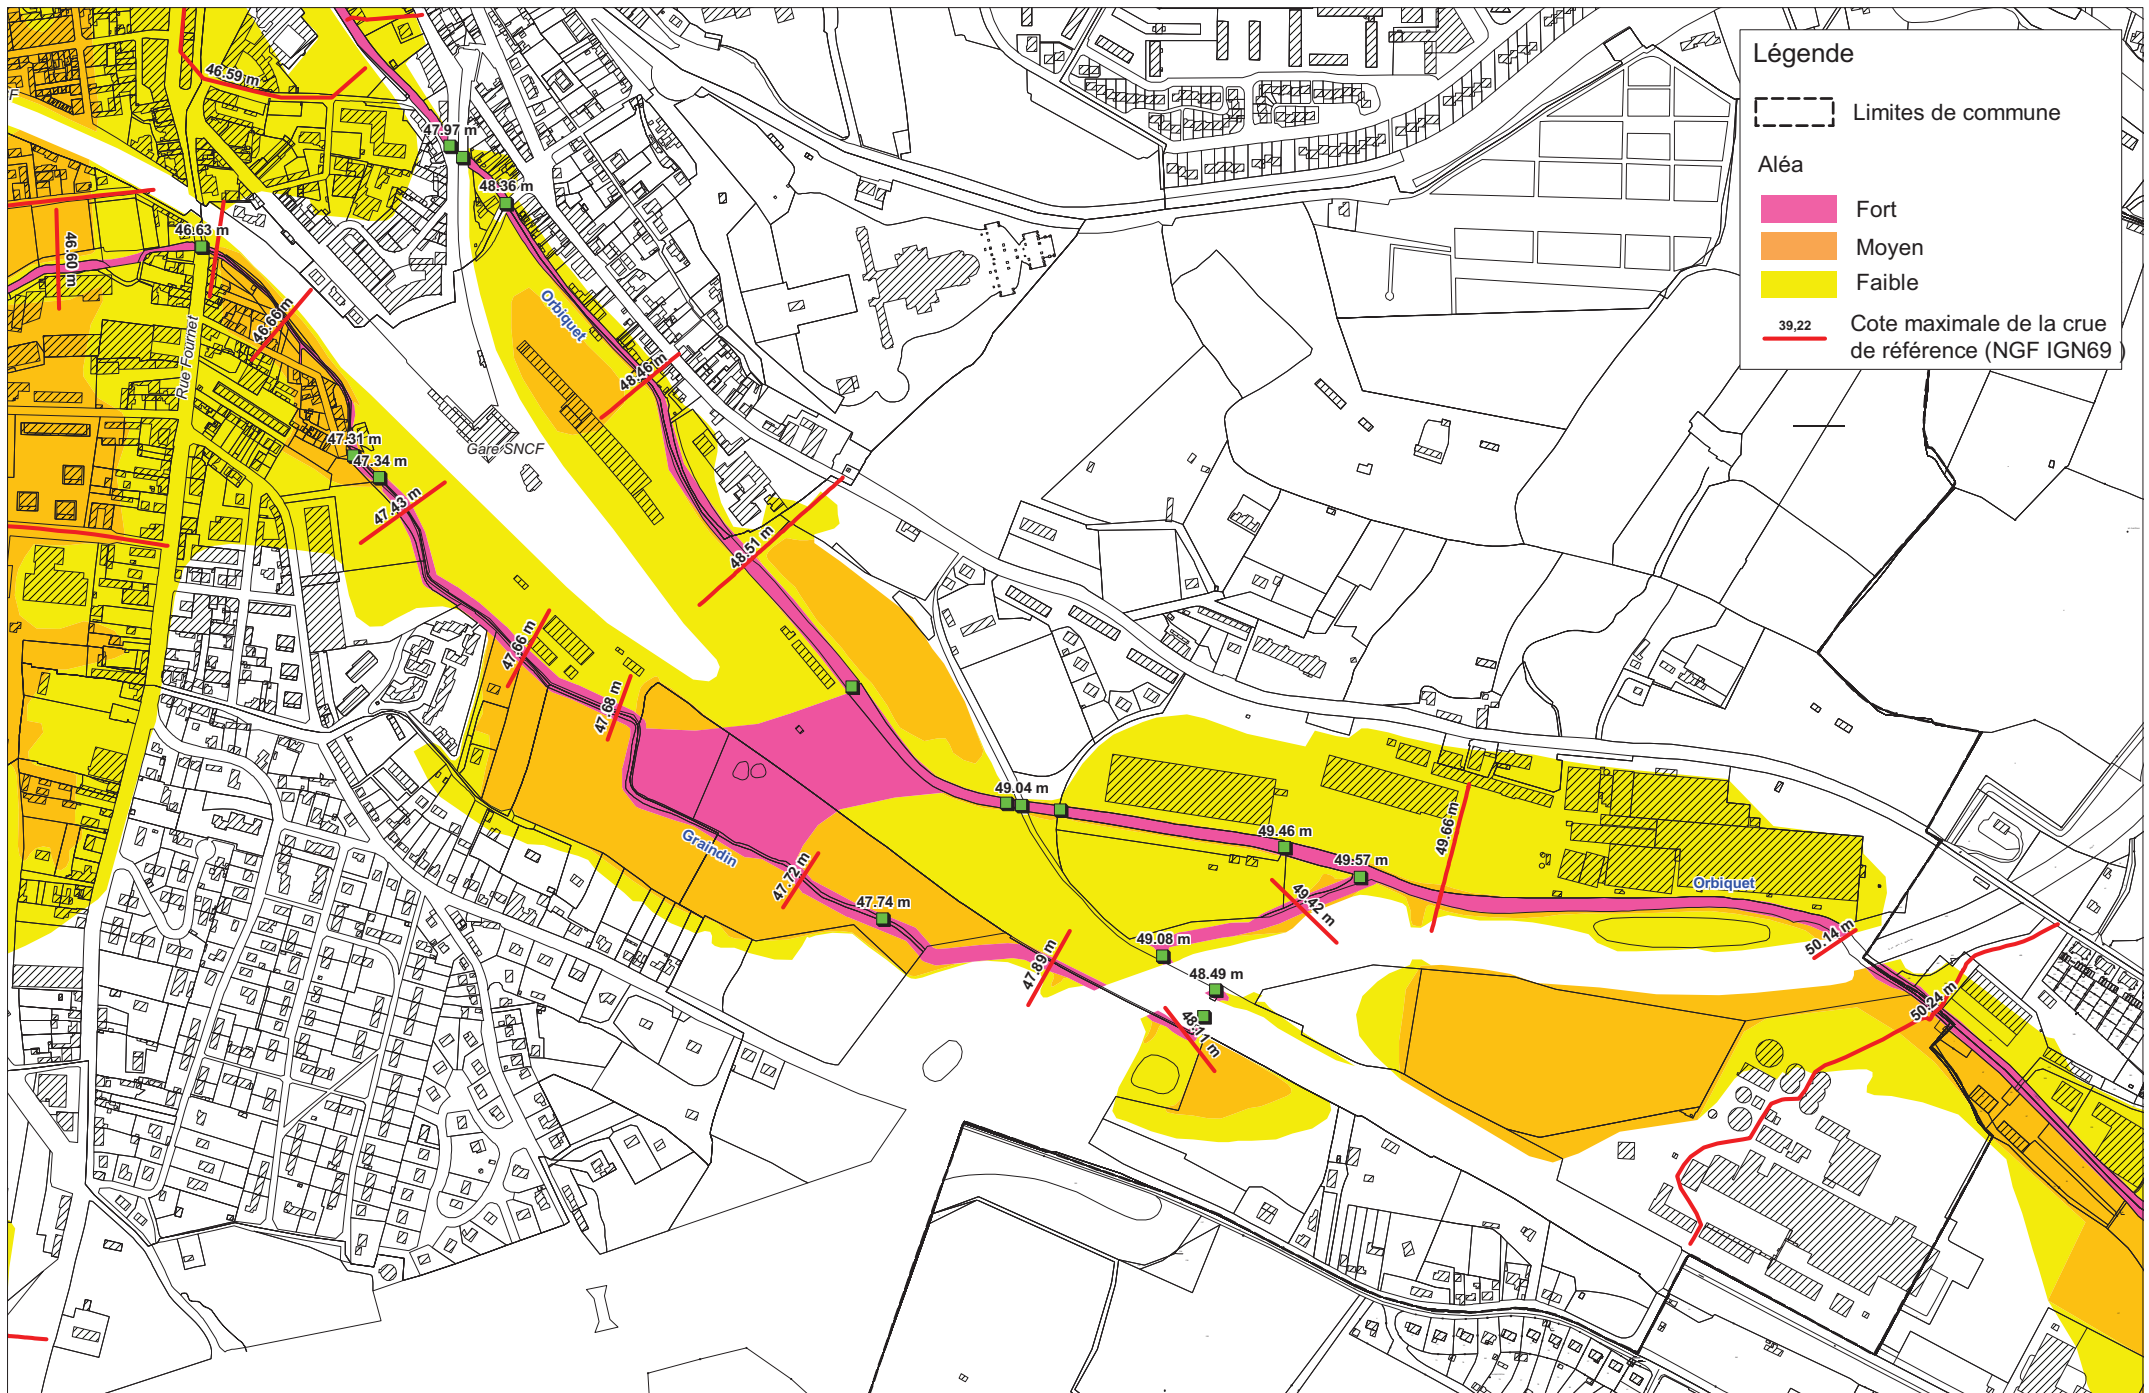 Légende
Limites de commune
Aléa
Fort
Moyen
Faible
39,22
Cote maximale de la crue
de référence (NGF IGN69 )
46.59 m
F
47.97 m
48.36 m
46.63 m
46.60 m
46.66 m
Rue Fournet
Orbiquet
48.46 m
47.31 m
47.34 m
Gare SNCF
47.43 m
48.51 m
47.66 m
47.68 m
49.04 m
49.46 m
49.66 m
Graindin
47.72 m
49.57 m
Orbiquet
47.74 m
49.42 m
49.08 m
50.14 m
47.89 m
48.49 m
50.24 m
48.11 m